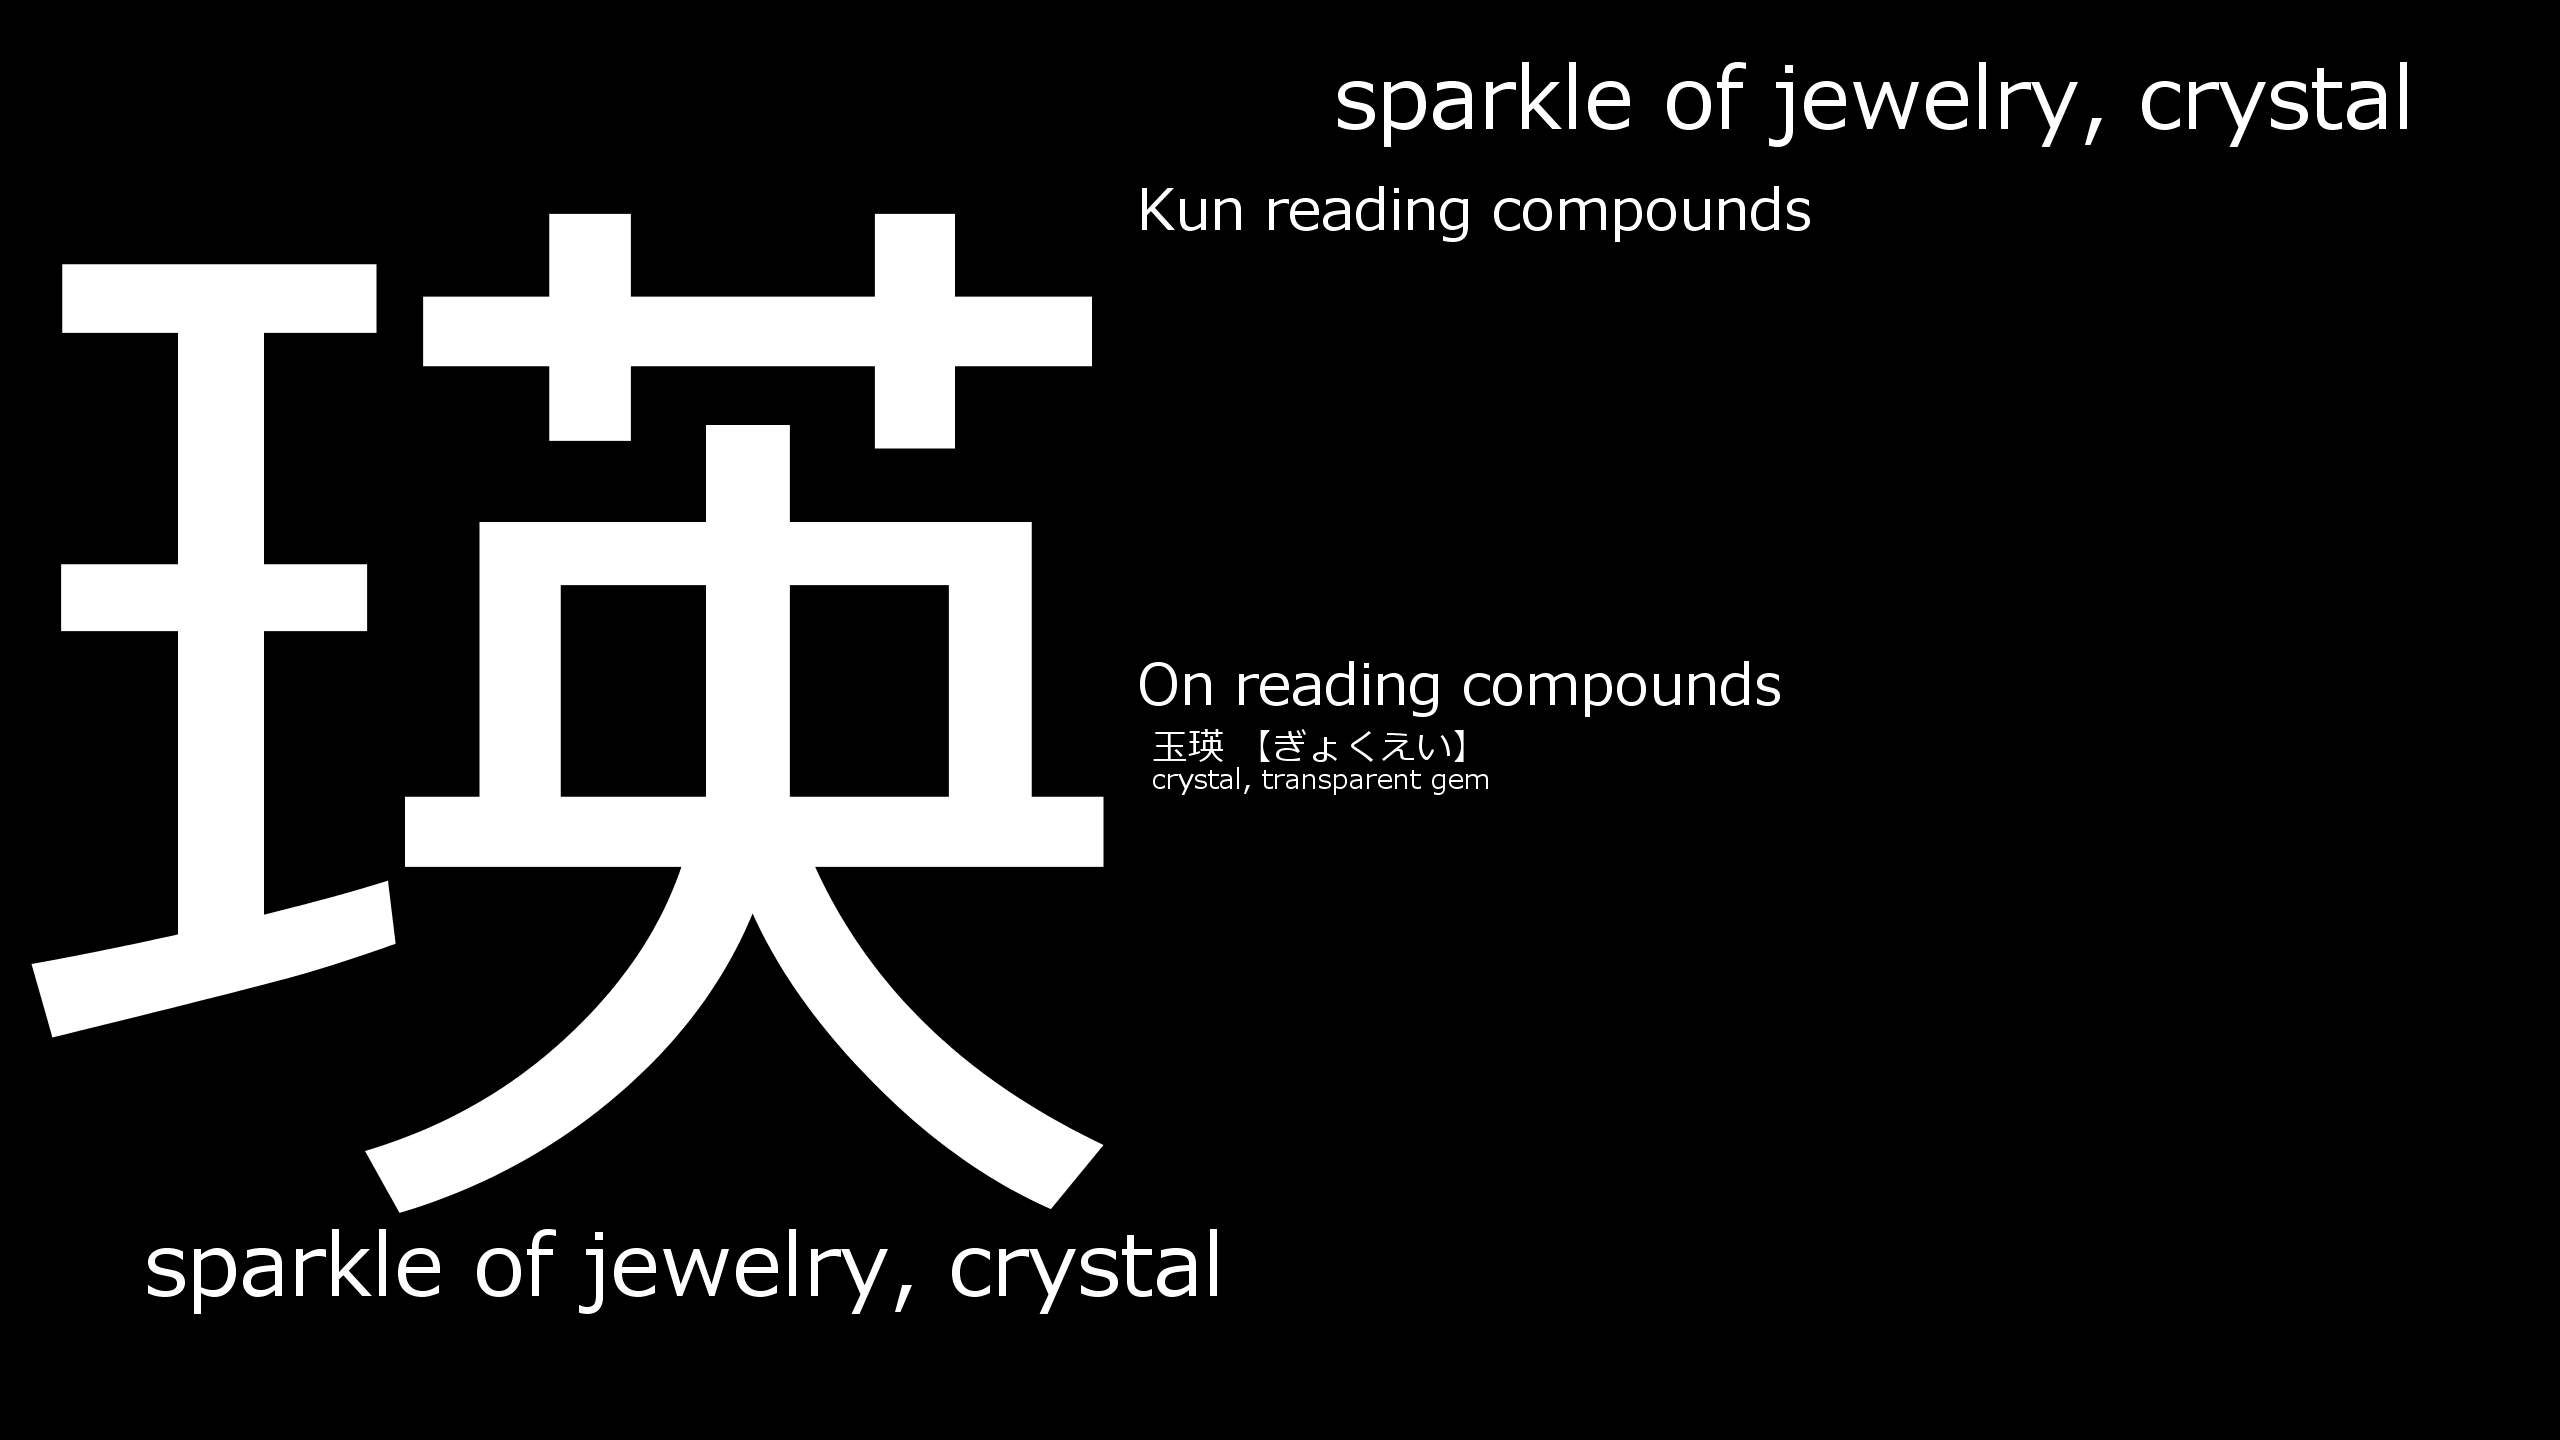 瑛
sparkle of jewelry, crystal
sparkle of jewelry, crystal
Kun reading compounds
On reading compounds
玉瑛 【ぎょくえい】
crystal, transparent gem